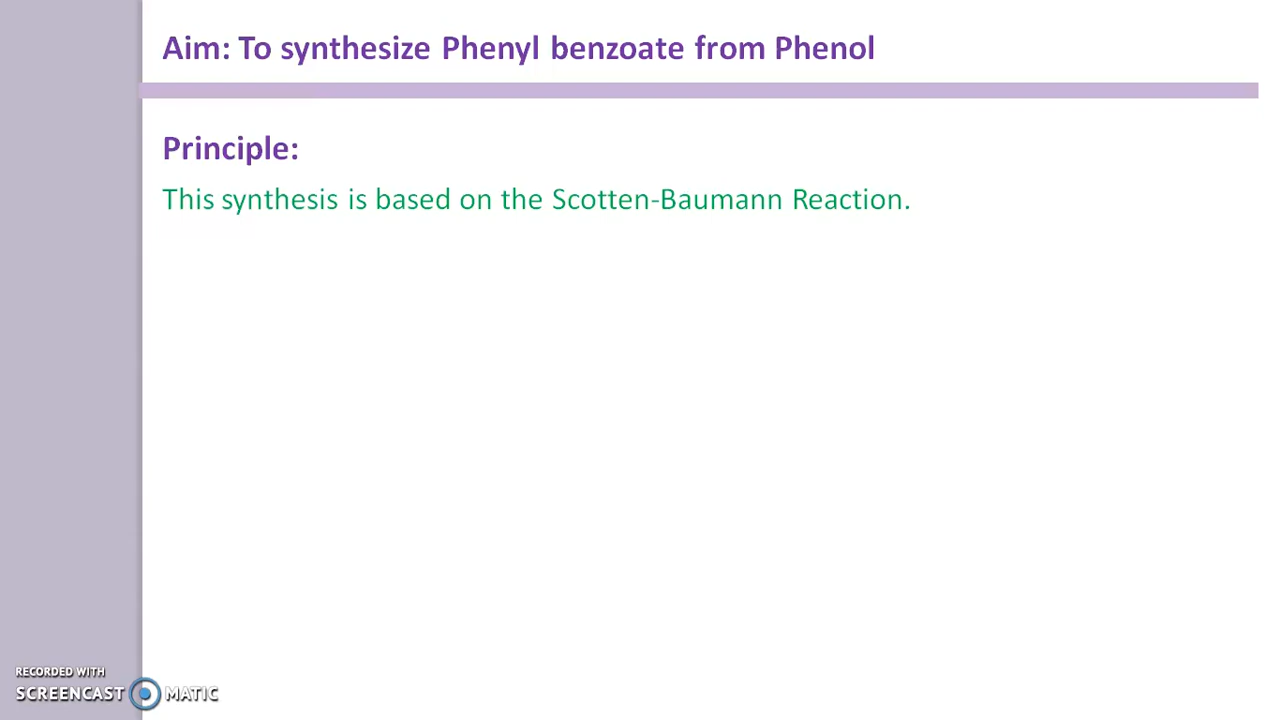 Aim: To synthesize Phenyl benzoate from Phenol
Principle:
This synthesis is based on the Scotten-Baumann Reaction.
RECORDED WITH
SCREENCAST MATIC